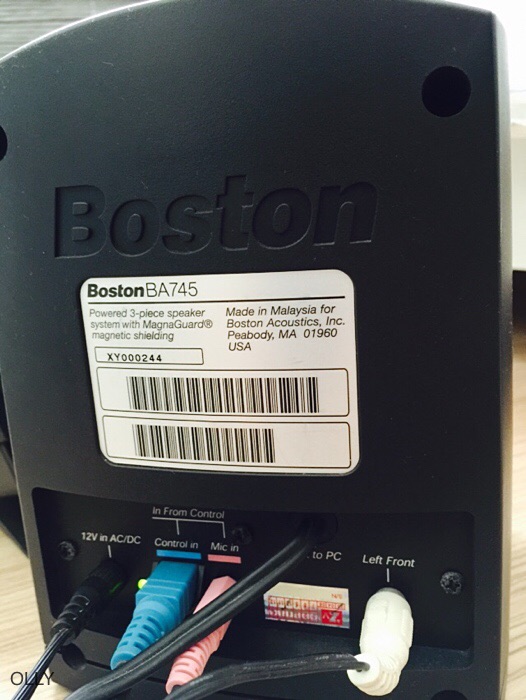 Boston
BostonBA745
Powered 3-piece speaker
system with MagnaGuard®
magnetic shielding
Made in Malaysia for
Boston Acoustics, Inc.
Peabody, MA 01960
USA
XY000244
In From Control
12V in AC/DC
Control in
Mic in
to PC
Left Front
S/N
OLLY